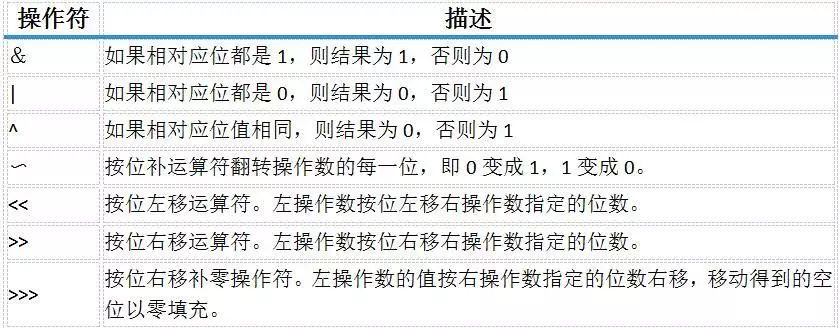 操作符 描述
& 如果相对应位都是1，则结果为1，否则为0
| 如果相对应位都是0，则结果为0，否则为1
^ 如果相对应位值相同，则结果为0，否则为1
〜 按位补运算符翻转操作数的每一位，即0变成1，1变成0。
<< 按位左移运算符。左操作数按位左移右操作数指定的位数。
>> 按位右移运算符。左操作数按位右移右操作数指定的位数。
>>> 按位右移补零操作符。左操作数的值按右操作数指定的位数右移，移动得到的空
位以零填充。